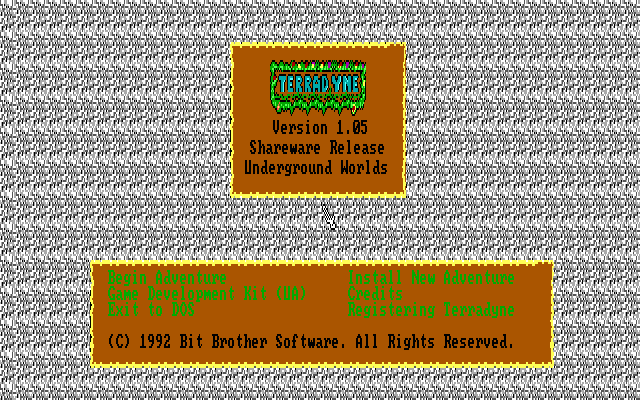 TERRADYNE
Version 1.05
Shareware Release
Underground Worlds
Begin Adventure
Install New Adventure
Game Development Kit (UA)
Credits
Exit to DOS
Registering Terradyne
(C) 1992 Bit Brother Software. All Rights Reserved.